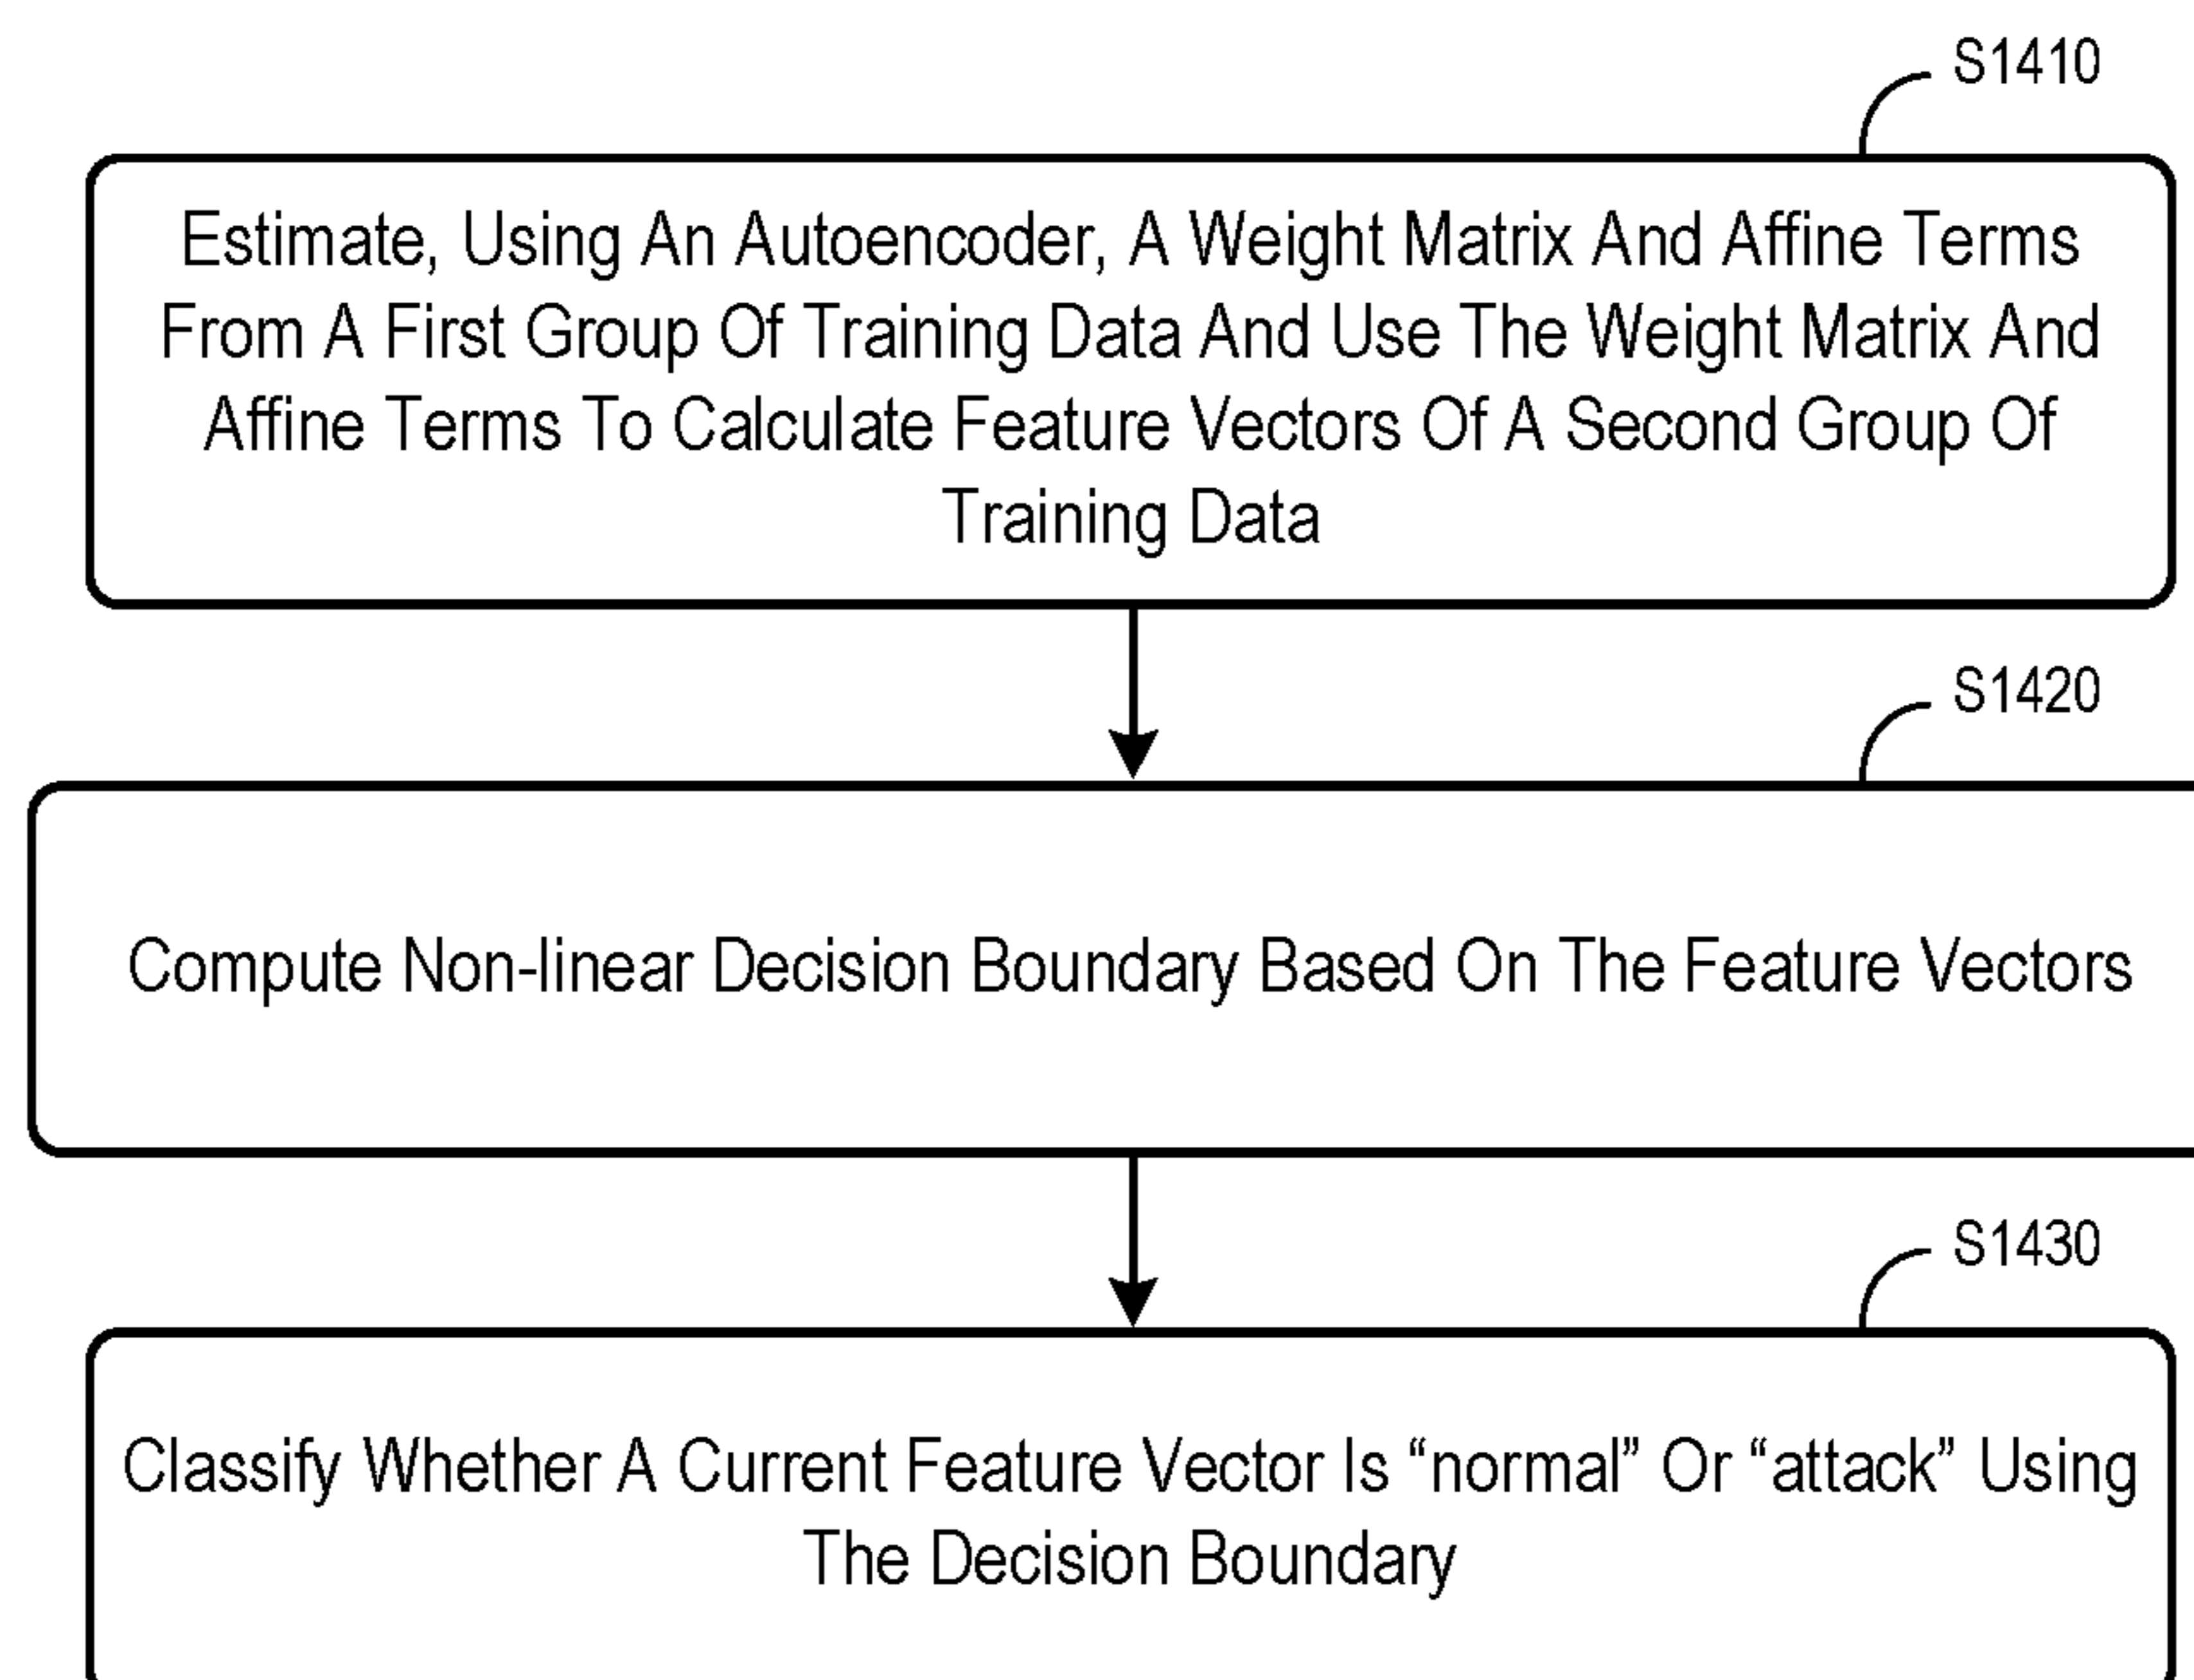 S1410
Estimate, Using An Autoencoder, A Weight Matrix And Affine Terms
From A First Group Of Training Data And Use The Weight Matrix And
Affine Terms To Calculate Feature Vectors Of A Second Group Of
Training Data
S1420
Compute Non-linear Decision Boundary Based On The Feature Vectors
S1430
Classify Whether A Current Feature Vector Is “normal” Or “attack” Using
The Decision Boundary